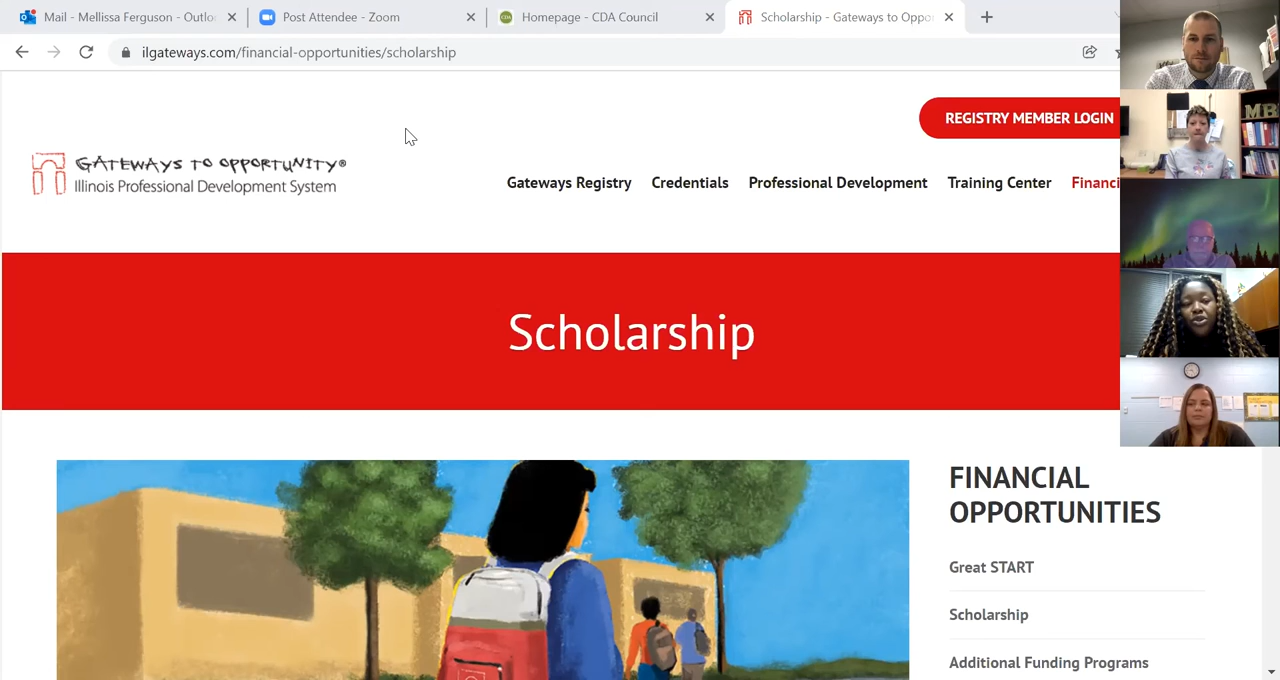 Mail - Mellissa Ferguson - Outlo
Post Attendee - Zoom
Homepage - CDA Council
Scholarship - Gateways to Oppo
ilgateways.com/financial-opportunities/scholarship
REGISTRY MEMBER LOGIN
GATEWAYS TO OPPORTUNITY®
Illinois Professional Development System
Gateways Registry
Credentials
Professional Development
Training Center
Financi
Scholarship
FINANCIAL
OPPORTUNITIES
Great START
Scholarship
Additional Funding Programs
MB